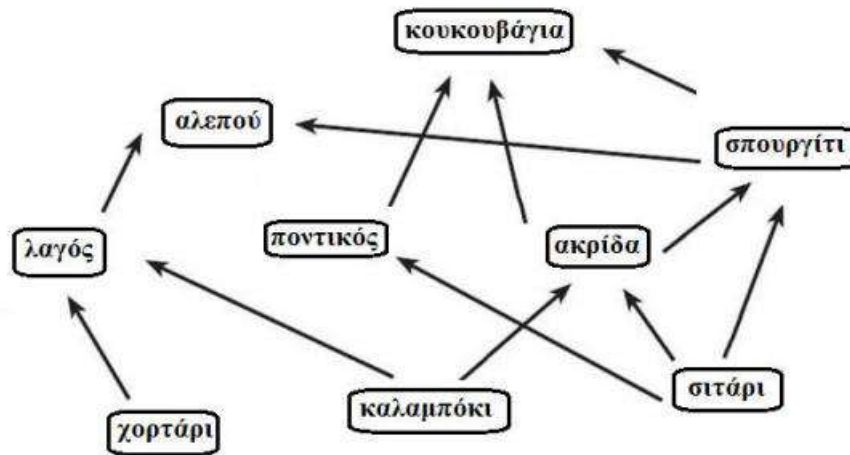 κουκουβάγια
αλεπού
σπουργίτι
λαγός
ποντικός
ακρίδα
σιτάρι
καλαμπόκι
χορτάρι